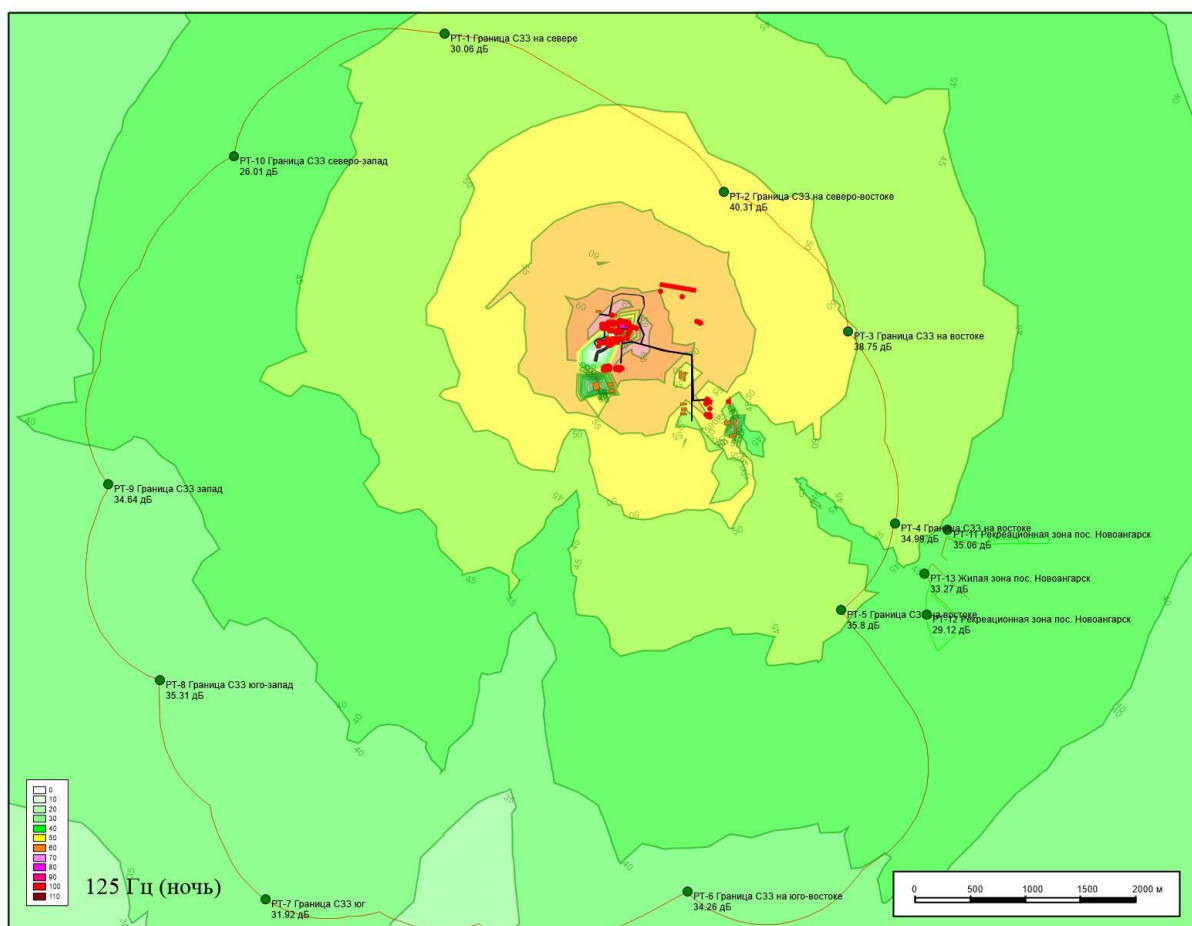 РТ-1 Граница СЗЗ на севере
30.06 дБ
РТ-10 Граница СЗЗ северо-запад
26.01 дБ
РТ-2 Граница СЗЗ на северо-востоке
40.31 дБ
РТ-3 Граница СЗЗ на востоке
38.75 дБ
РТ-9 Граница СЗЗ запад
34.64 дБ
РТ-4 Граница СЗЗ на востоке
34.99 дБ
РТ-11 Рекреационная зона пос. Новоангарск
35.06 дБ
РТ-13 Жилая зона пос. Новоангарск
33.27 дБ
РТ-5 Граница СЗЗ на востоке
35.8 дБ
РТ-12 Рекреационная зона пос. Новоангарск
29.12 дБ
РТ-8 Граница СЗЗ юго-запад
35.31 дБ
0
10
20
30
40
50
60
70
80
90
100
110
125 Гц (ночь)
РТ-7 Граница СЗЗ юг
31.92 дБ
РТ-6 Граница СЗЗ на юго-востоке
34.26 дБ
0 500 1000 1500 2000 м